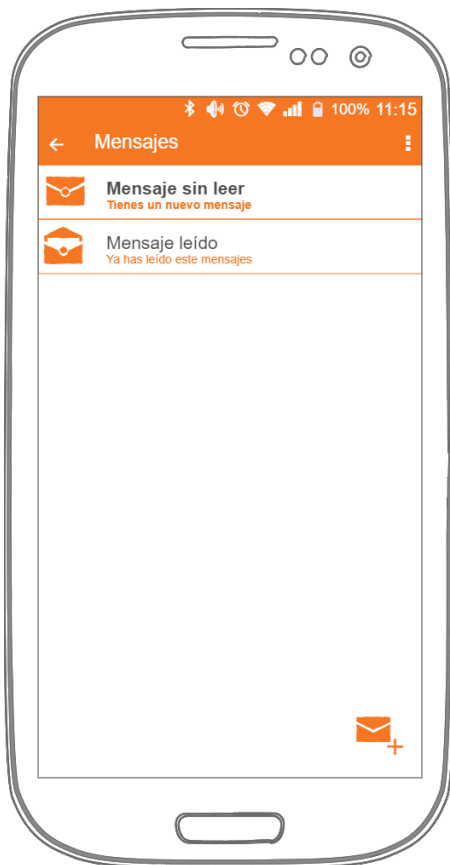 100% 11:15
Mensajes
Mensaje sin leer
Tienes un nuevo mensaje
Mensaje leído
Ya has leído este mensajes